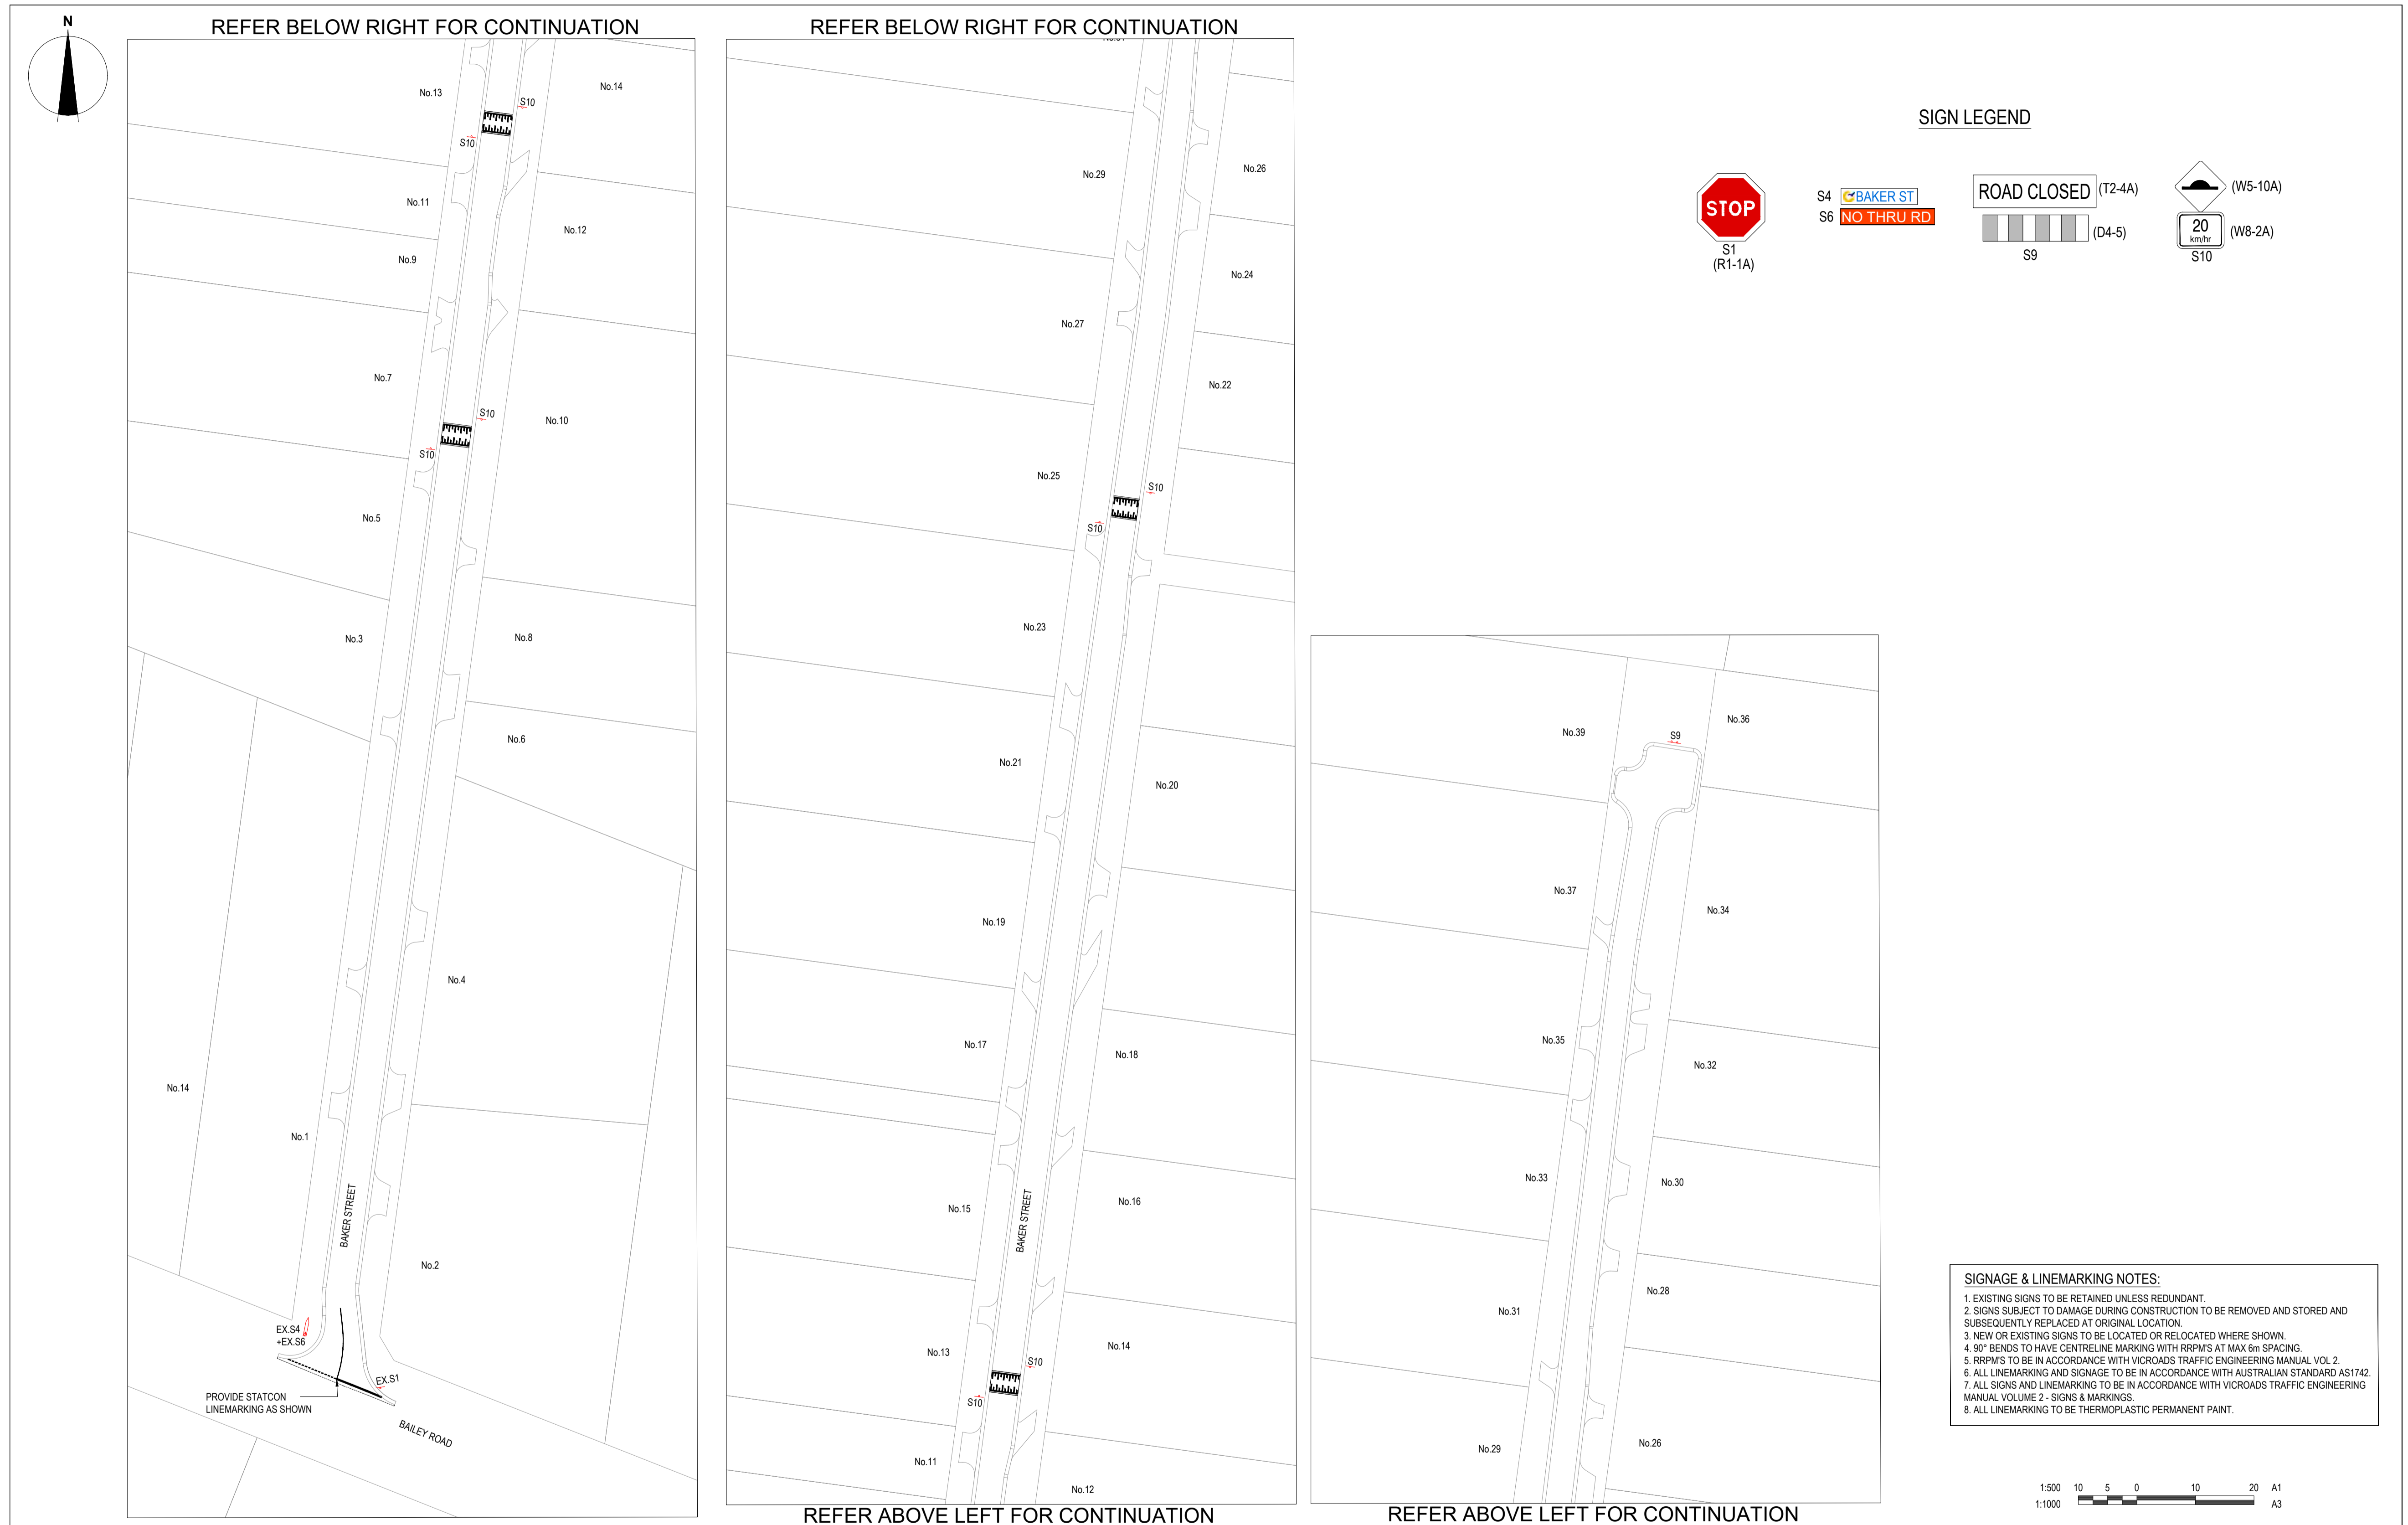 N
REFER BELOW RIGHT FOR CONTINUATION
No.13
No.14
S10
S10
No.11
No.12
No.9
No.7
S10
No.10
S10
No.5
No.3
No.8
No.6
No.4
No.14
No.1
BAKER STREET
No.2
EX.S4
+EX.S6
EX.S1
PROVIDE STATCON
LINEMARKING AS SHOWN
BAILEY ROAD
REFER BELOW RIGHT FOR CONTINUATION
No.29
No.26
No.24
No.27
No.22
No.25
S10
S10
No.23
No.21
No.20
No.19
No.17
No.18
No.15
No.16
BAKER STREET
No.13
No.14
S10
S10
No.11
No.12
REFER ABOVE LEFT FOR CONTINUATION
No.39
No.36
S9
No.37
No.34
No.35
No.32
No.33
No.30
No.31
No.28
No.29
No.26
REFER ABOVE LEFT FOR CONTINUATION
SIGN LEGEND
STOP
S1
(R1-1A)
S4 BAKER ST
S6 NO THRU RD
ROAD CLOSED (T2-4A)
(D4-5)
S9
(W5-10A)
20
km/hr
(W8-2A)
S10
SIGNAGE & LINEMARKING NOTES:
1. EXISTING SIGNS TO BE RETAINED UNLESS REDUNDANT.
2. SIGNS SUBJECT TO DAMAGE DURING CONSTRUCTION TO BE REMOVED AND STORED AND
SUBSEQUENTLY REPLACED AT ORIGINAL LOCATION.
3. NEW OR EXISTING SIGNS TO BE LOCATED OR RELOCATED WHERE SHOWN.
4. 90° BENDS TO HAVE CENTRELINE MARKING WITH RRPM'S AT MAX 6m SPACING.
5. RRPM'S TO BE IN ACCORDANCE WITH VICROADS TRAFFIC ENGINEERING MANUAL VOL 2.
6. ALL LINEMARKING AND SIGNAGE TO BE IN ACCORDANCE WITH AUSTRALIAN STANDARD AS1742.
7. ALL SIGNS AND LINEMARKING TO BE IN ACCORDANCE WITH VICROADS TRAFFIC ENGINEERING
MANUAL VOLUME 2 - SIGNS & MARKINGS.
8. ALL LINEMARKING TO BE THERMOPLASTIC PERMANENT PAINT.
1:500 10 5 0 10 20 A1
1:1000 A3